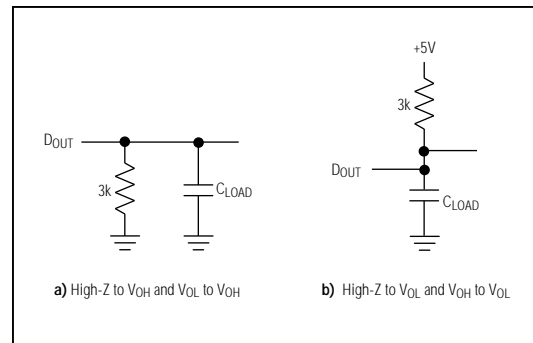 +5V
3k
DOUT
DOUT
3k
CLOAD
CLOAD
a) High-Z to VOH and VOL to VOH
b) High-Z to VOL and VOH to VOL